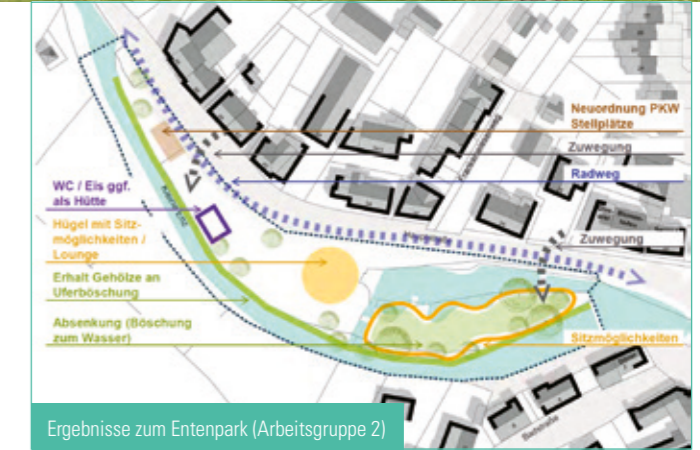 Neuordnung PKW
Stellplätze
Zuwegung
Radweg
WC / Eis ggf.
als Hütte
Hügel mit Sitz-
möglichkeiten /
Lounge
Erhalt Gehölze an
Uferböschung
Absenkung (Böschung
zum Wasser)
Zuwegung
Sitzmöglichkeiten
Badstraße
Ergebnisse zum Entenpark (Arbeitsgruppe 2)